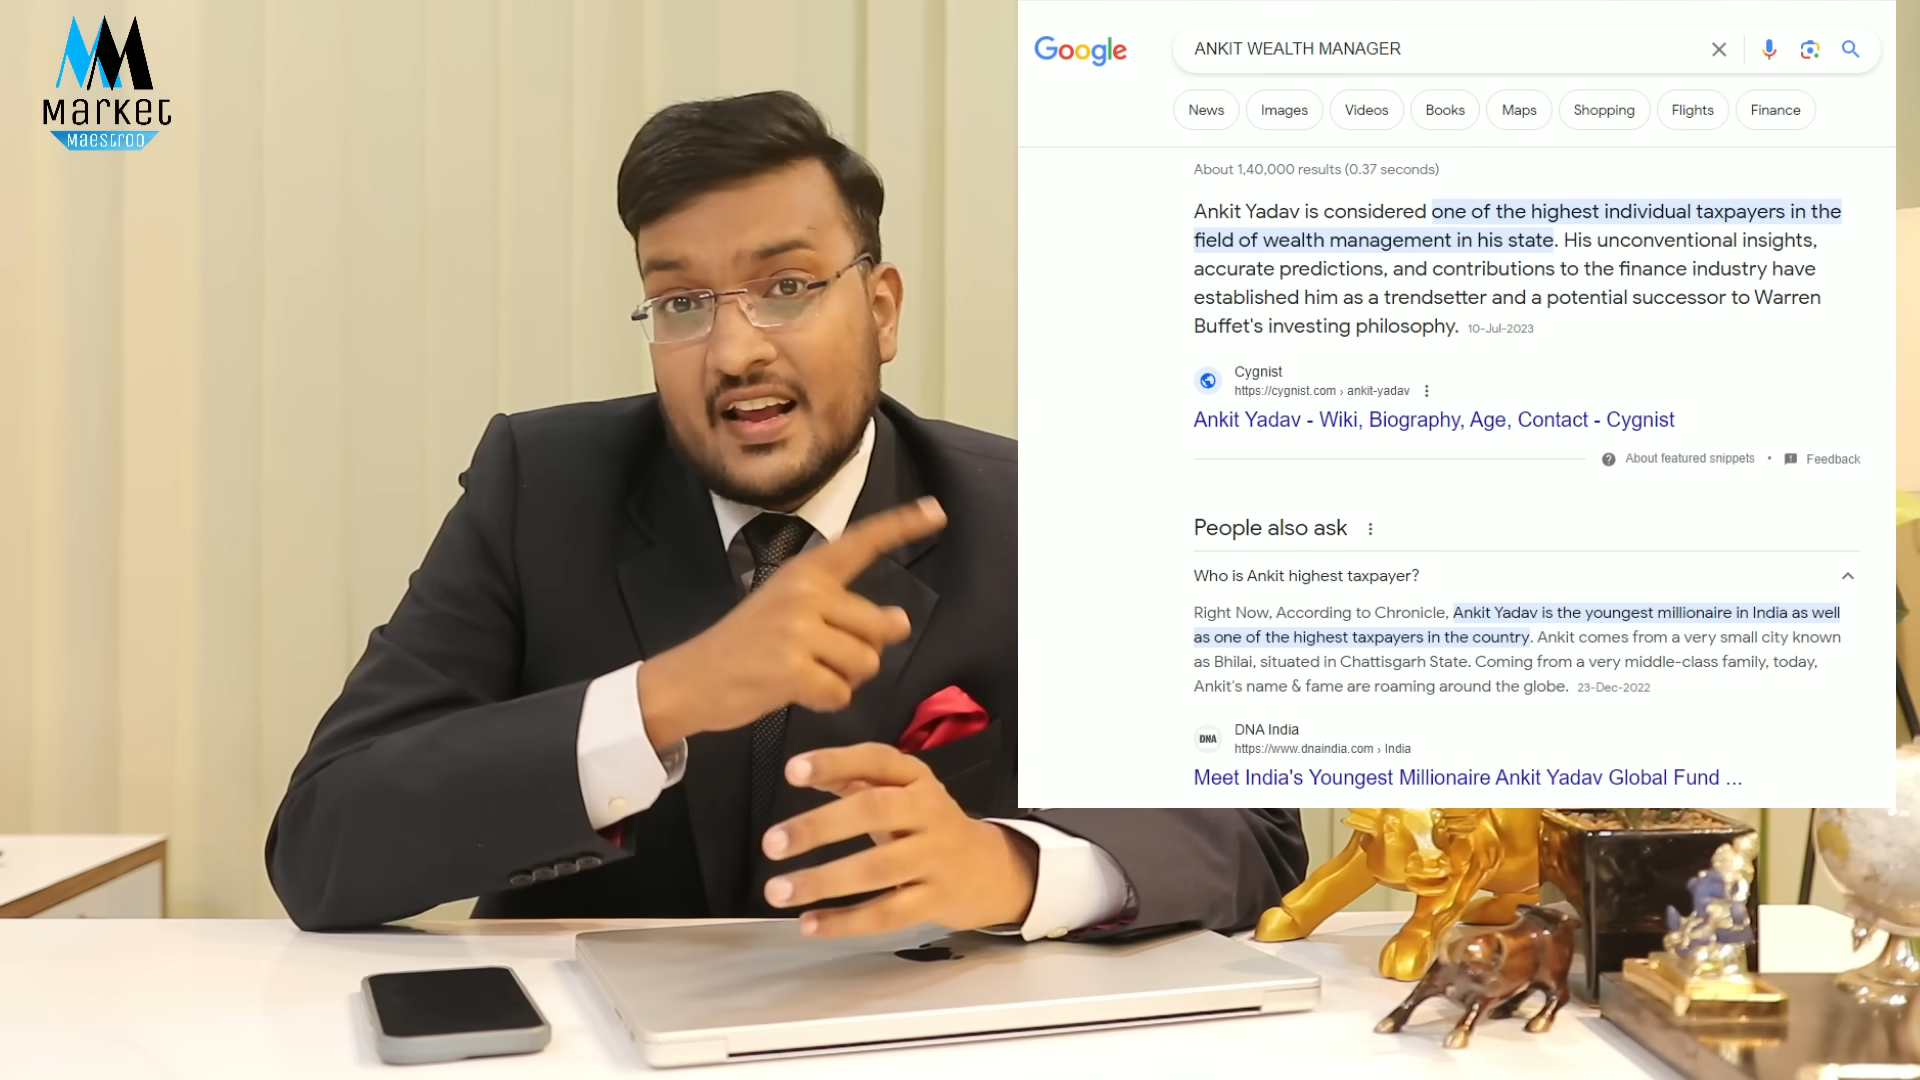 Market
Maestroo
Google
ANKIT WEALTH MANAGER
News
Images
Videos
Books
Maps
Shopping
Flights
Finance
About 1,40,000 results (0.37 seconds)
Ankit Yadav is considered one of the highest individual taxpayers in the
field of wealth management in his state. His unconventional insights,
accurate predictions, and contributions to the finance industry have
established him as a trendsetter and a potential successor to Warren
Buffet's investing philosophy. 10-Jul-2023
Cygnist
https://cygnist.com › ankit-yadav
Ankit Yadav - Wiki, Biography, Age, Contact - Cygnist
About featured snippets • Feedback
People also ask
Who is Ankit highest taxpayer?
Right Now, According to Chronicle, Ankit Yadav is the youngest millionaire in India as well
as one of the highest taxpayers in the country. Ankit comes from a very small city known
as Bhilai, situated in Chattisgarh State. Coming from a very middle-class family, today,
Ankit's name & fame are roaming around the globe. 23-Dec-2022
DNA
DNA India
https://www.dnaindia.com › India
Meet India's Youngest Millionaire Ankit Yadav Global Fund ...